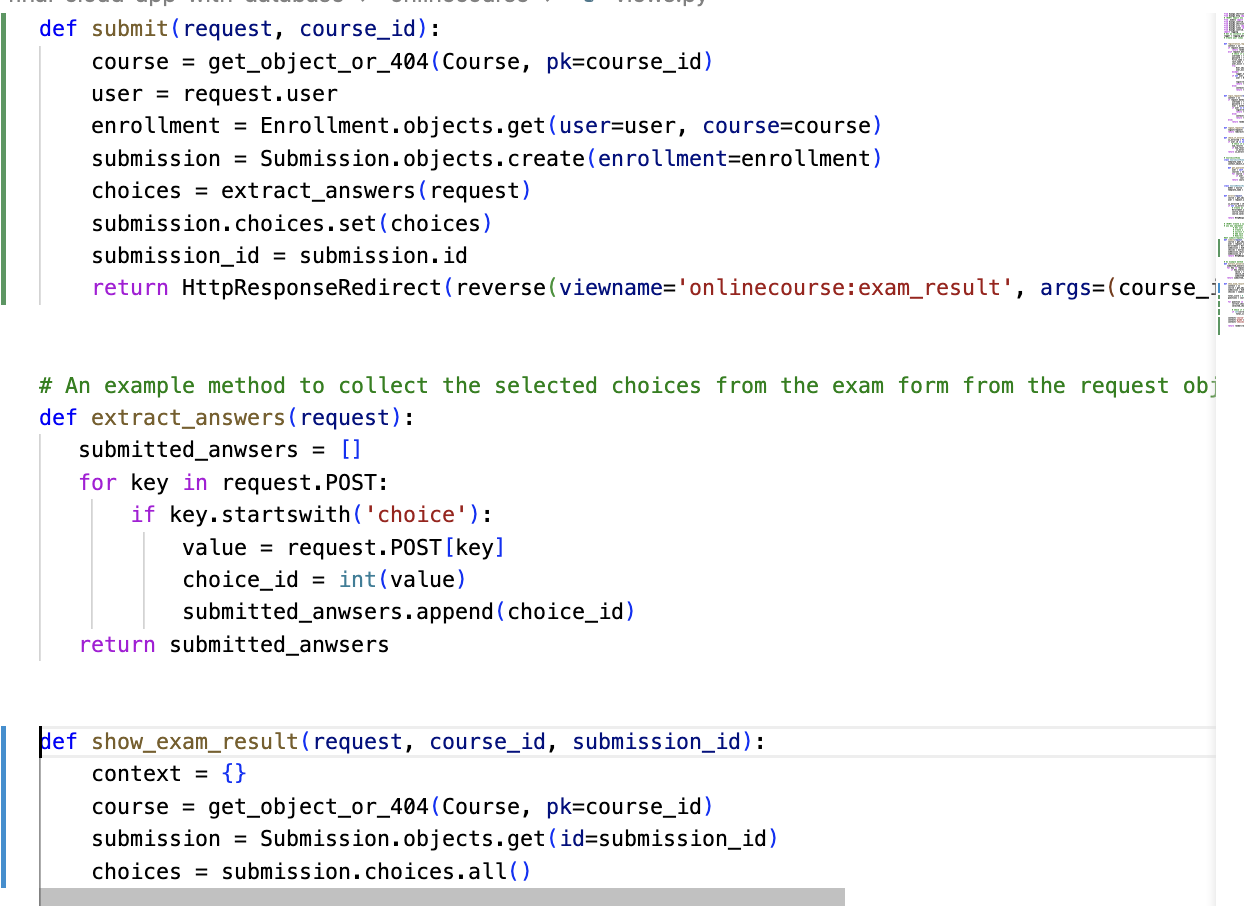 def submit(request, course_id):
    course = get_object_or_404(Course, pk=course_id)
    user = request.user
    enrollment = Enrollment.objects.get(user=user, course=course)
    submission = Submission.objects.create(enrollment=enrollment)
    choices = extract_answers(request)
    submission.choices.set(choices)
    submission_id = submission.id
    return HttpResponseRedirect(reverse(viewname='onlinecourse:exam_result', args=(course_i
# An example method to collect the selected choices from the exam form from the request obj
def extract_answers(request):
   submitted_anwsers = []
   for key in request.POST:
       if key.startswith('choice'):
           value = request.POST[key]
           choice_id = int(value)
           submitted_anwsers.append(choice_id)
   return submitted_anwsers
def show_exam_result(request, course_id, submission_id):
    context = {}
    course = get_object_or_404(Course, pk=course_id)
    submission = Submission.objects.get(id=submission_id)
    choices = submission.choices.all()